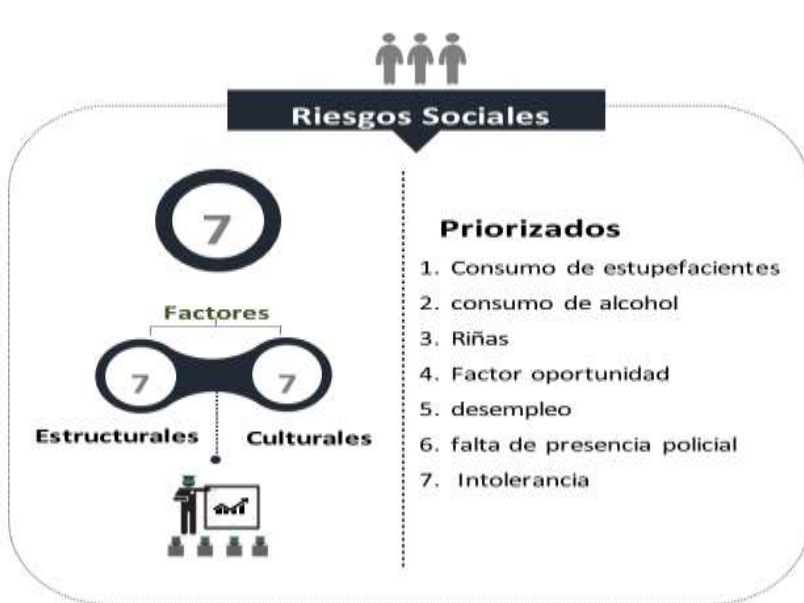 Riesgos Sociales
7
Factores
7 7
Estructurales Culturales
Priorizados
1. Consumo de estupefacientes
2. consumo de alcohol
3. Riñas
4. Factor oportunidad
5. desempleo
6. falta de presencia policial
7. Intolerancia